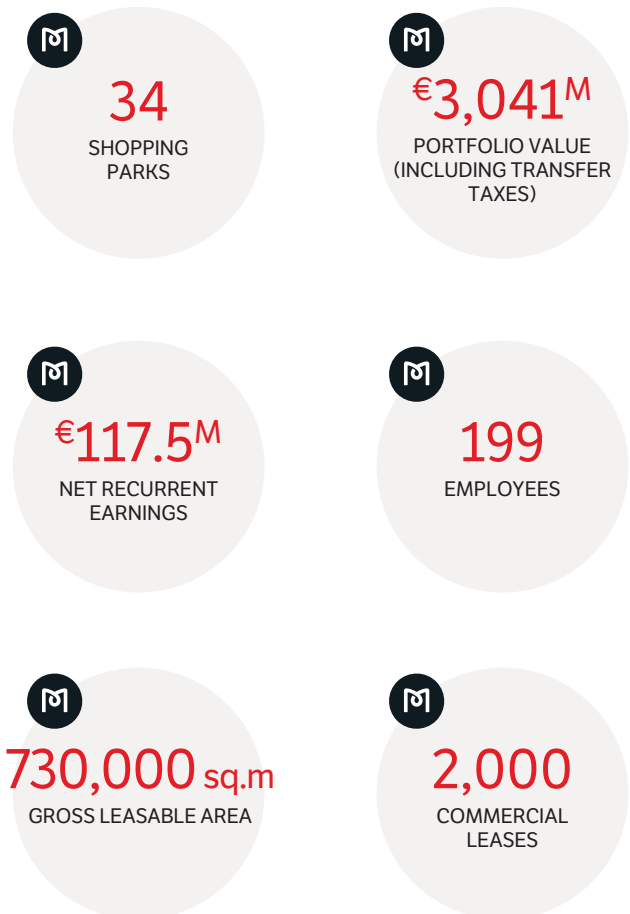 34
SHOPPING
PARKS
€3,041M
PORTFOLIO VALUE
(INCLUDING TRANSFER
TAXES)
€117.5M
NET RECURRENT
EARNINGS
199
EMPLOYEES
730,000 sq.m
GROSS LEASABLE AREA
2,000
COMMERCIAL
LEASES